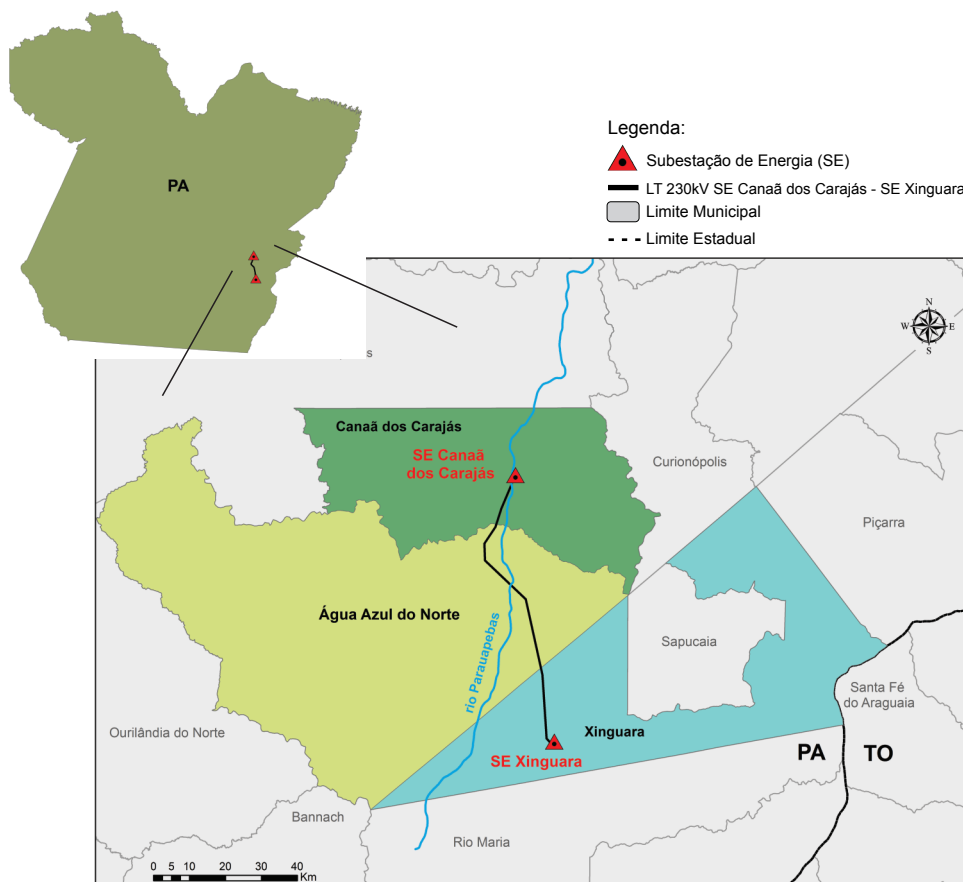 PA
Legenda:
Subestação de Energia (SE)
LT 230kV SE Canaã dos Carajás - SE Xinguara
Limite Municipal
Limite Estadual
N
W
E
S
Canaã dos Carajás
SE Canaã
dos Carajás
Curionópolis
Piçarra
Água Azul do Norte
rio Parauapebas
Sapucaia
Santa Fé
do Araguaia
Ourilândia do Norte
Xinguara
SE Xinguara
PA
TO
Bannach
Rio Maria
0 5 10 20 30 40
Km